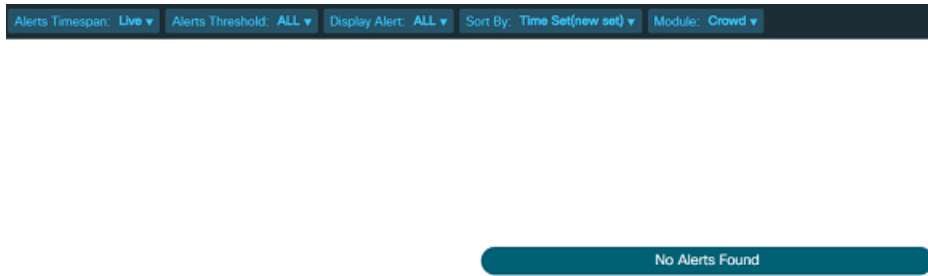 Alerts Timespan: Live ▾ Alerts Threshold: ALL ▾ Display Alert: ALL ▾ Sort By: Time Set(new set) ▾ Module: Crowd ▾
No Alerts Found